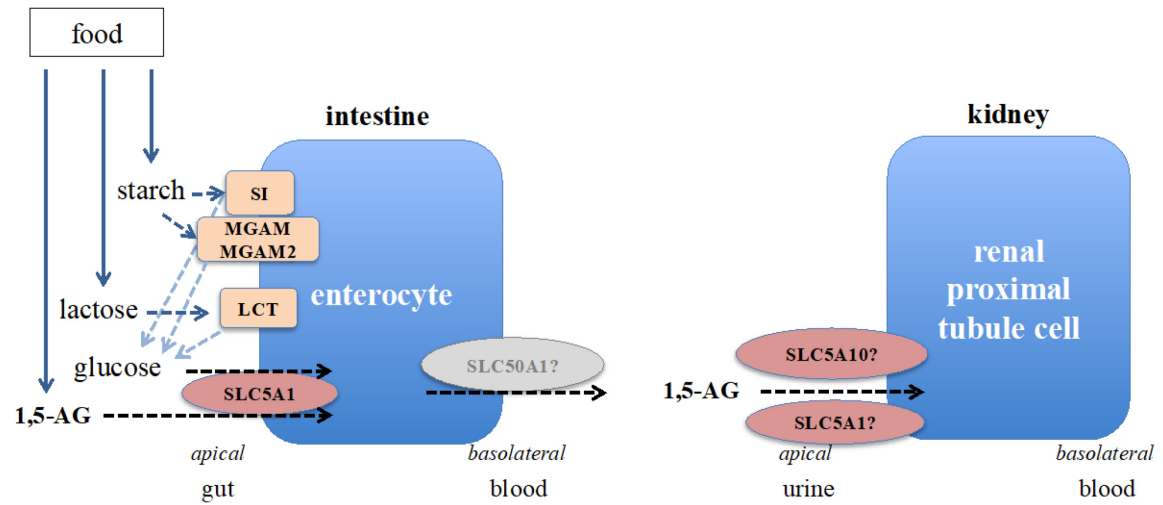 food
intestine
kidney
starch
SI
MGAM
MGAM2
lactose
LCT
enterocyte
glucose
SLC5A1
1,5-AG
SLC50A1?
renal
proximal
tubule cell
SLC5A10?
1,5-AG
SLC5A1?
apical
basolateral
apical
basolateral
gut
blood
urine
blood